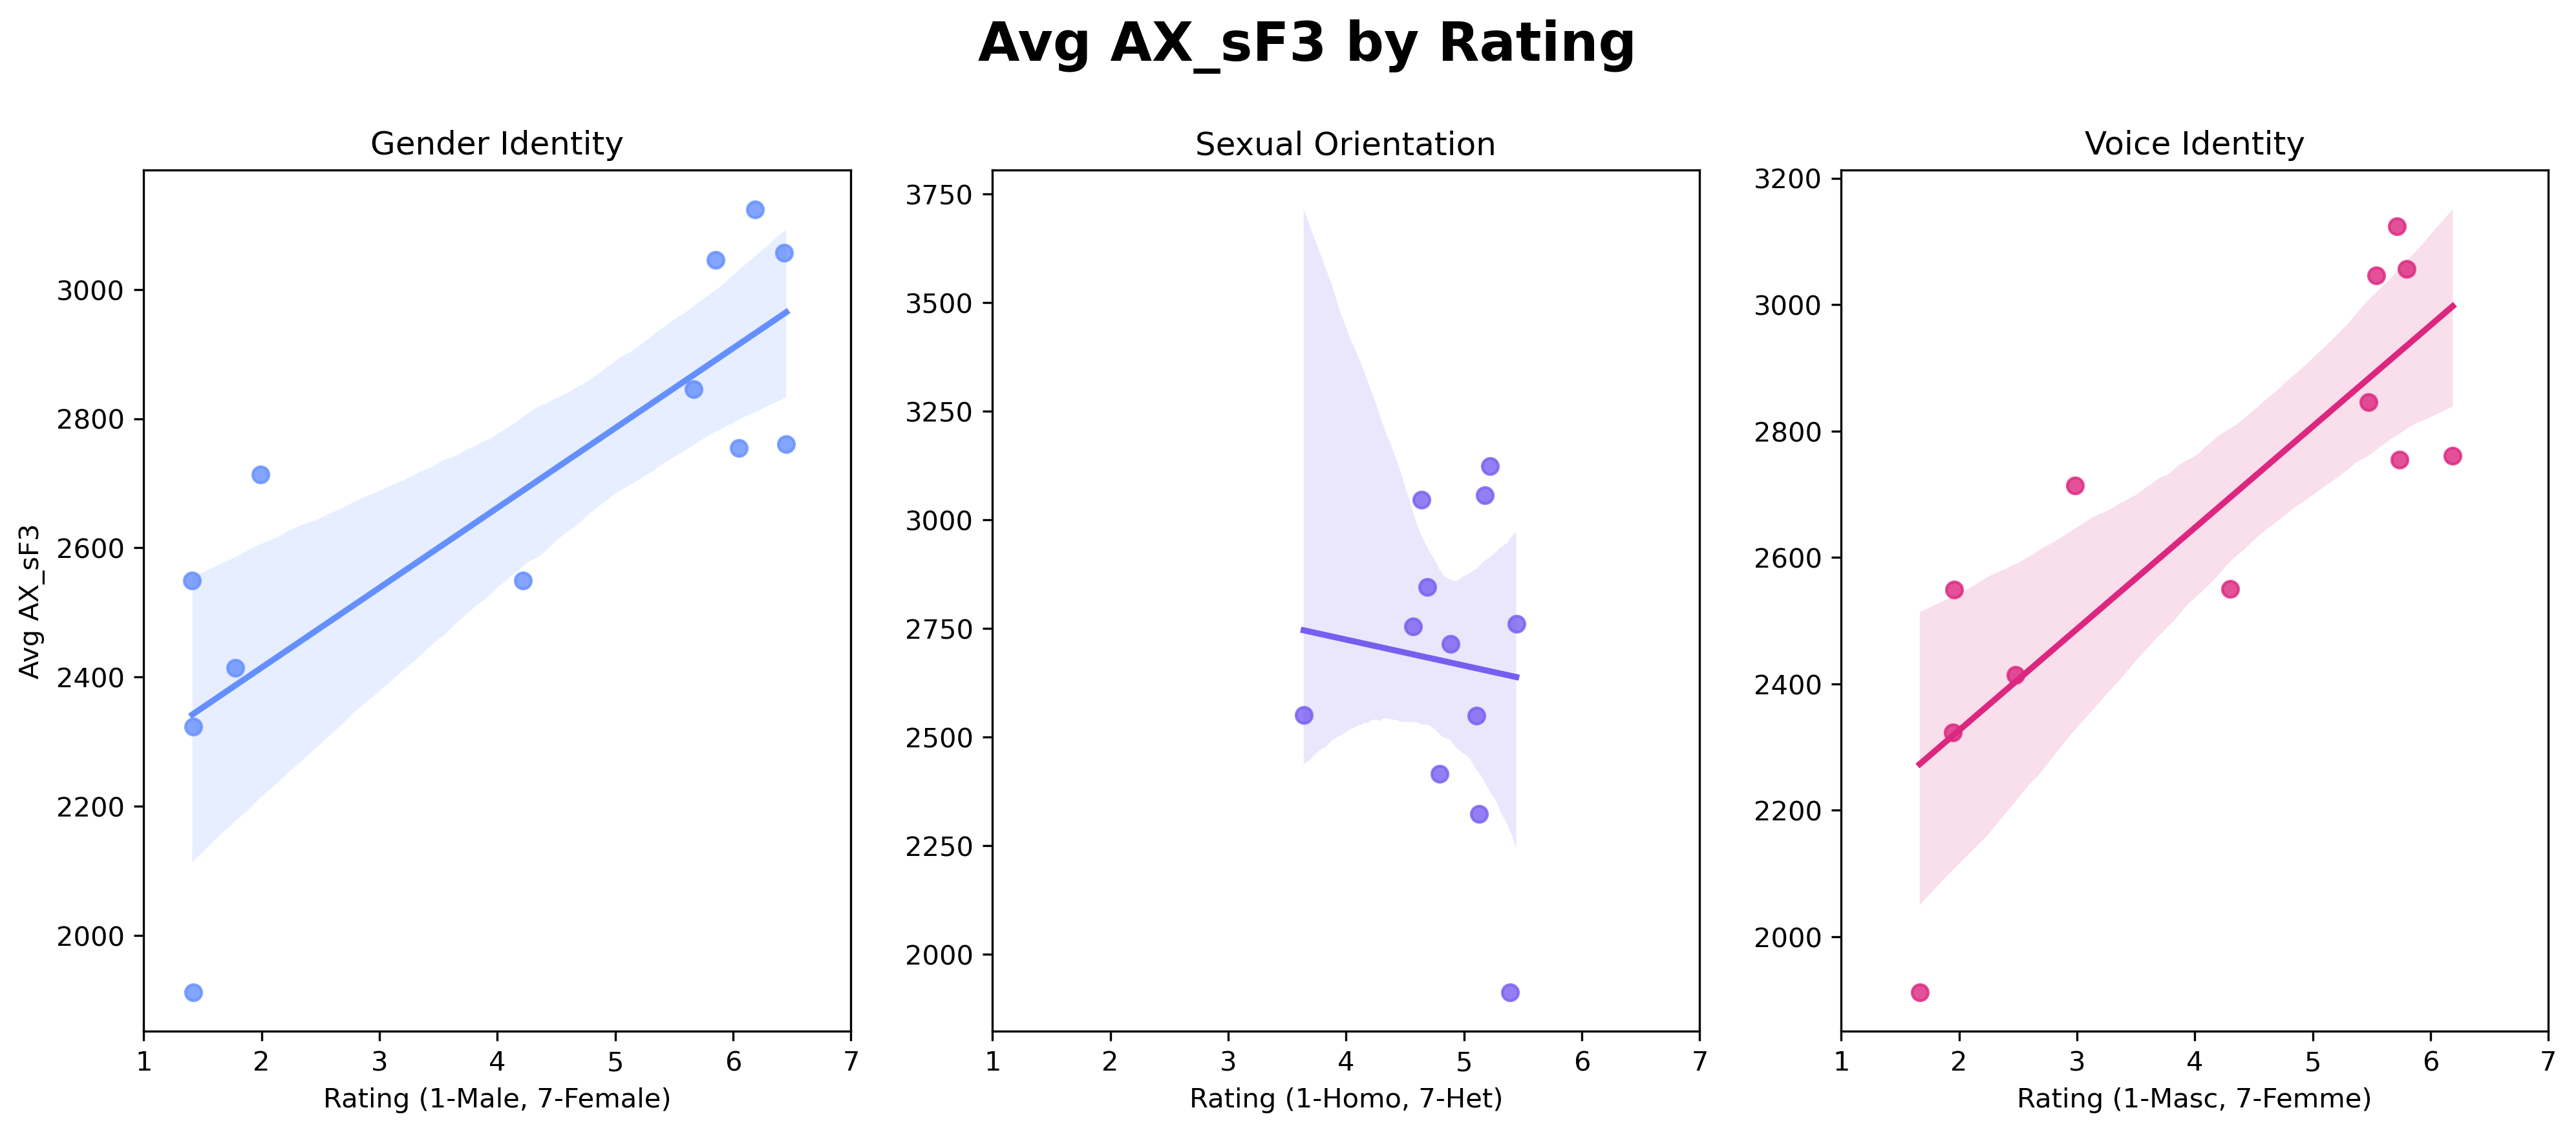 Avg AX_sF3 by Rating
Gender Identity
Avg AX_sF3
3000
2800
2600
2400
2200
2000
1 2 3 4 5 6 7
Rating (1-Male, 7-Female)
Sexual Orientation
3750
3500
3250
3000
2750
2500
2250
2000
1 2 3 4 5 6 7
Rating (1-Homo, 7-Het)
Voice Identity
3200
3000
2800
2600
2400
2200
2000
1 2 3 4 5 6 7
Rating (1-Masc, 7-Femme)